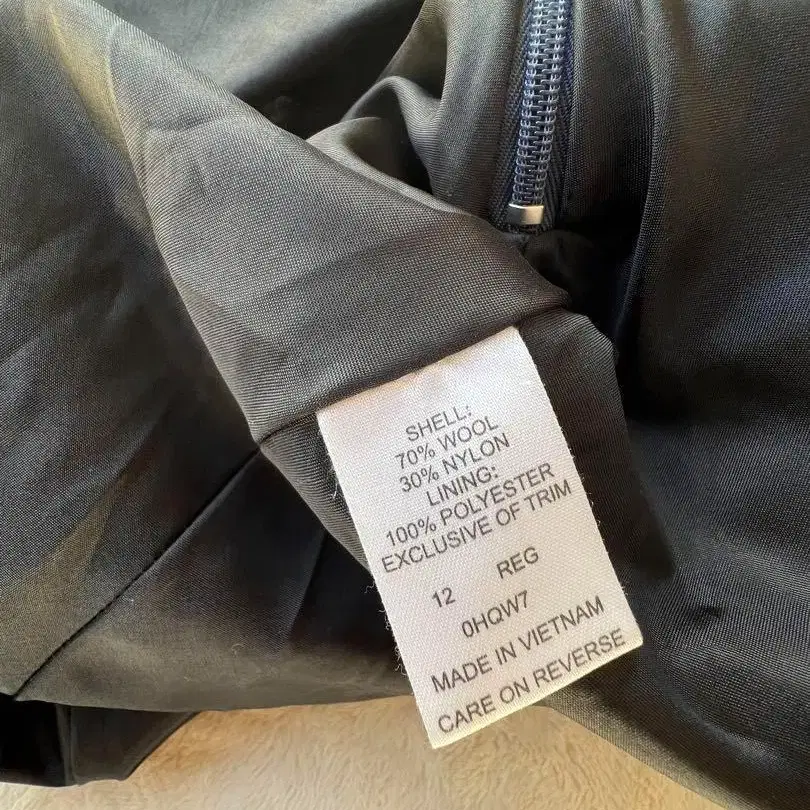 SHELL:
70% WOOL
30% NYLON
LINING:
100% POLYESTER
EXCLUSIVE OF TRIM
12 REG
0HQW7
MADE IN VIETNAM
CARE ON REVERSE